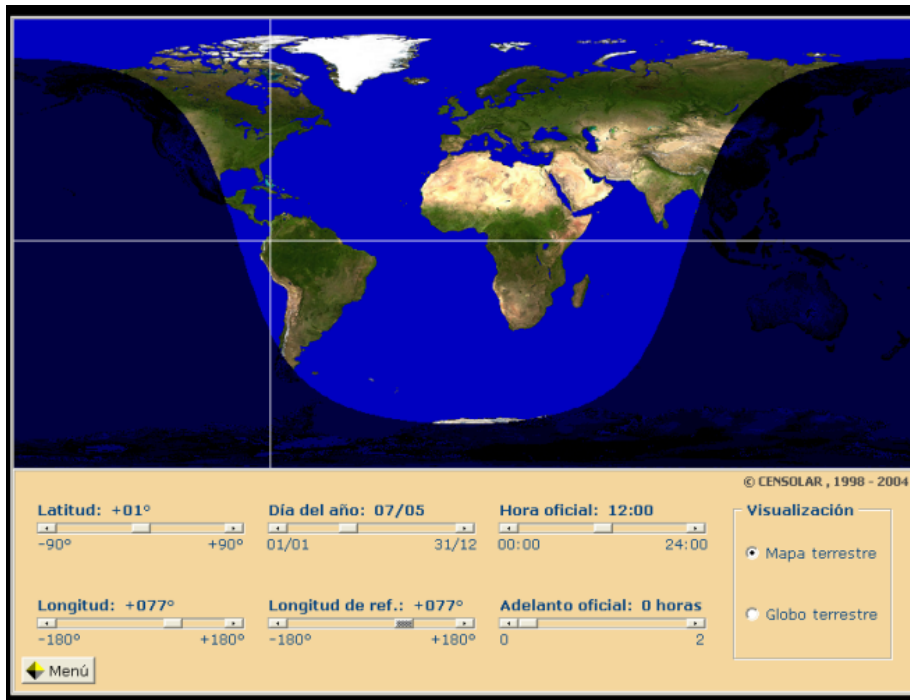 © CENSOLAR , 1998 - 2004
Latitud: +01° Día del año: 07/05 Hora oficial: 12:00 Visualización
-90° +90° 01/01 31/12 00:00 24:00
Mapa terrestre
Longitud: +077° Longitud de ref.: +077° Adelanto oficial: 0 horas
Globo terrestre
-180° +180° -180° +180° 0 2
Menú